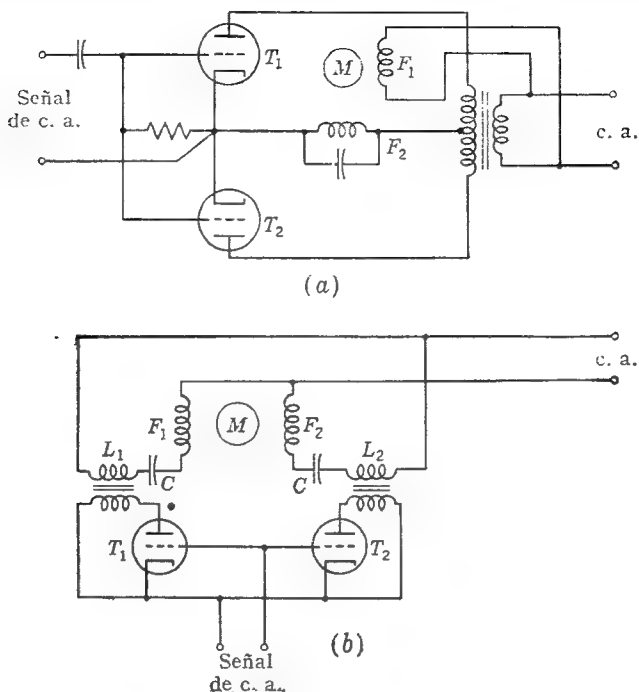 T1
M
F1
Señal
de c. a.
F2
c. a.
T2
(a)
c. a.
F1
M
F2
L1
C
C
L2
T1
T2
(b)
Señal
de c. a..